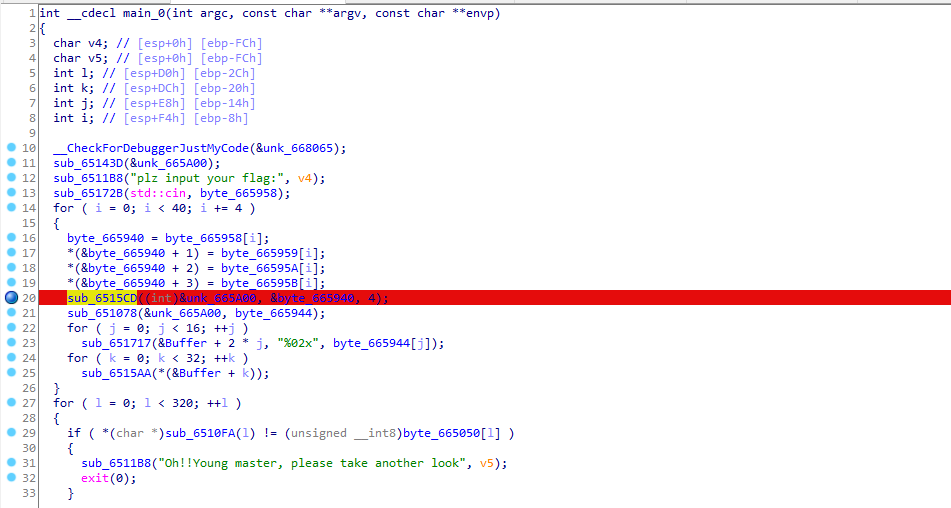 1 int __cdecl main_0(int argc, const char **argv, const char **envp)
2 {
3 char v4; // [esp+0h] [ebp-FCh]
4 char v5; // [esp+0h] [ebp-FCh]
5 int l; // [esp+D0h] [ebp-2Ch]
6 int k; // [esp+DCh] [ebp-20h]
7 int j; // [esp+E8h] [ebp-14h]
8 int i; // [esp+F4h] [ebp-8h]
9
10 __CheckForDebuggerJustMyCode(&unk_668065);
11 sub_65143D(&unk_665A00);
12 sub_6511B8("plz input your flag:", v4);
13 sub_65172B(std::cin, byte_665958);
14 for ( i = 0; i < 40; i += 4 )
15 {
16 byte_665940 = byte_665958[i];
17 *(&byte_665940 + 1) = byte_665959[i];
18 *(&byte_665940 + 2) = byte_66595A[i];
19 *(&byte_665940 + 3) = byte_66595B[i];
20 sub_6515CD((int)&unk_665A00, &byte_665940, 4);
21 sub_651078(&unk_665A00, byte_665944);
22 for ( j = 0; j < 16; ++j )
23 sub_651717(&Buffer + 2 * j, "%02x", byte_665944[j]);
24 for ( k = 0; k < 32; ++k )
25 sub_6515AA(*(&Buffer + k));
26 }
27 for ( l = 0; l < 320; ++l )
28 {
29 if ( *(char *)sub_6510FA(l) != (unsigned __int8)byte_665050[l] )
30 {
31 sub_6511B8("Oh!!Young master, please take another look", v5);
32 exit(0);
33 }